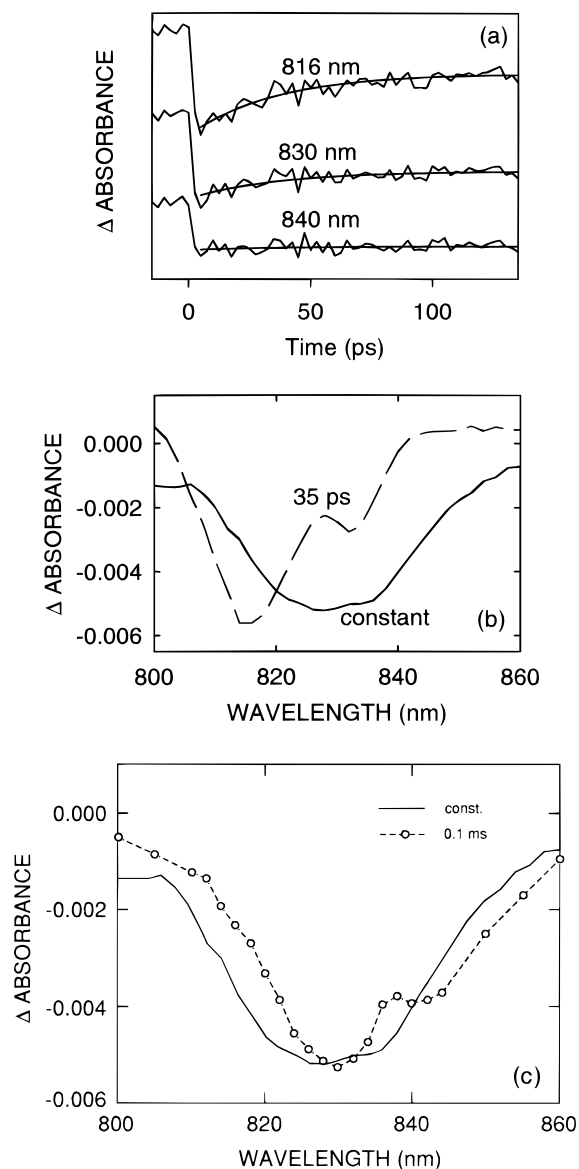 (a)
816 nm
830 nm
840 nm
Δ ABSORBANCE
0 50 100
Time (ps)
0.000
-0.002
-0.004
-0.006
Δ ABSORBANCE
35 ps
constant
(b)
800 820 840 860
WAVELENGTH (nm)
0.000
-0.002
-0.004
-0.006
Δ ABSORBANCE
const.
0.1 ms
(c)
800 820 840 860
WAVELENGTH (nm)